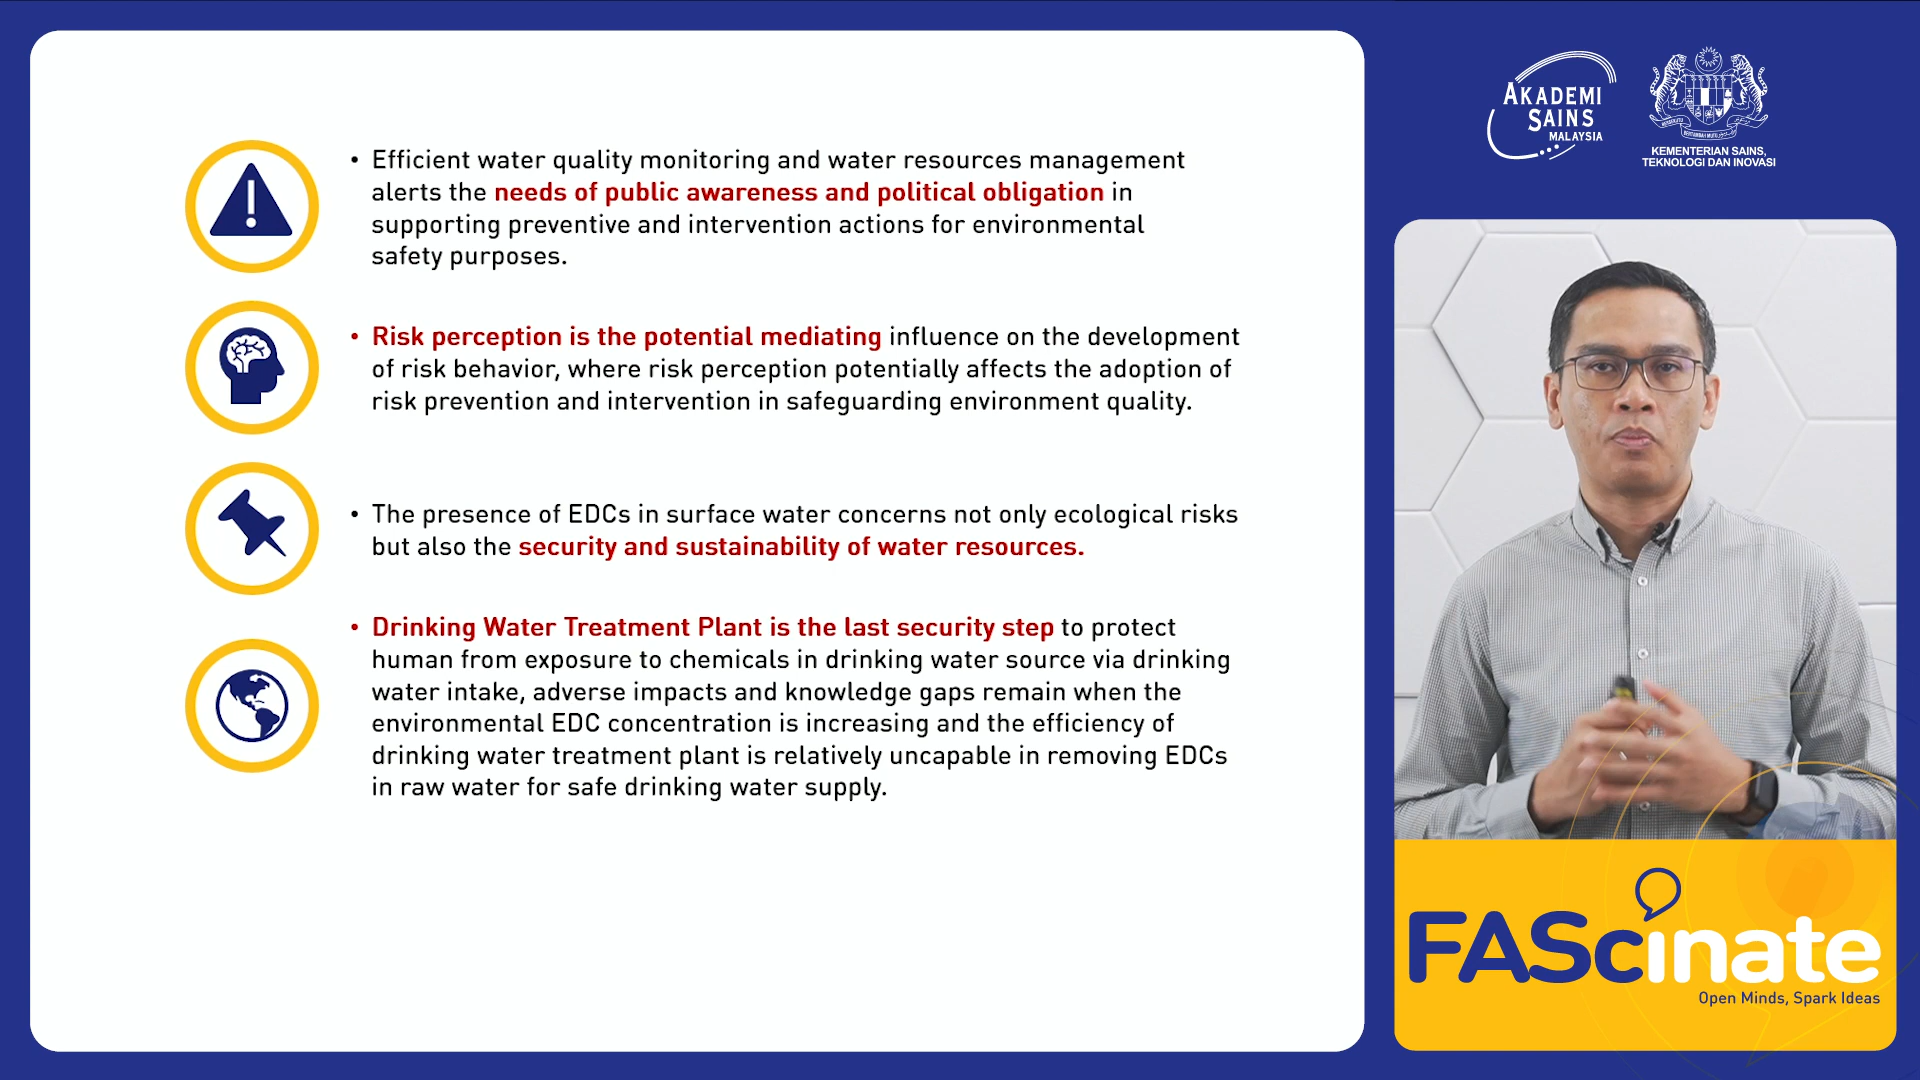 • Efficient water quality monitoring and water resources management
alerts the needs of public awareness and political obligation in
supporting preventive and intervention actions for environmental
safety purposes.
• Risk perception is the potential mediating influence on the development
of risk behavior, where risk perception potentially affects the adoption of
risk prevention and intervention in safeguarding environment quality.
• The presence of EDCs in surface water concerns not only ecological risks
but also the security and sustainability of water resources.
• Drinking Water Treatment Plant is the last security step to protect
human from exposure to chemicals in drinking water source via drinking
water intake, adverse impacts and knowledge gaps remain when the
environmental EDC concentration is increasing and the efficiency of
drinking water treatment plant is relatively uncapable in removing EDCs
in raw water for safe drinking water supply.
AKADEMI
SAINS
MALAYSIA
KEMENTERIAN SAINS,
TEKNOLOGI DAN INOVASI
FAScinate
Open Minds, Spark Ideas